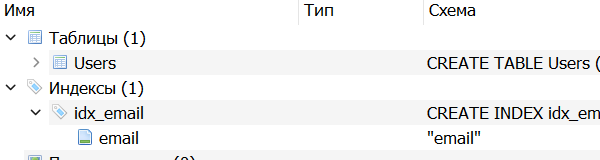 Имя Тип Схема
Таблицы (1)
Users CREATE TABLE Users (
Индексы (1)
idx_email CREATE INDEX idx_em
email "email"